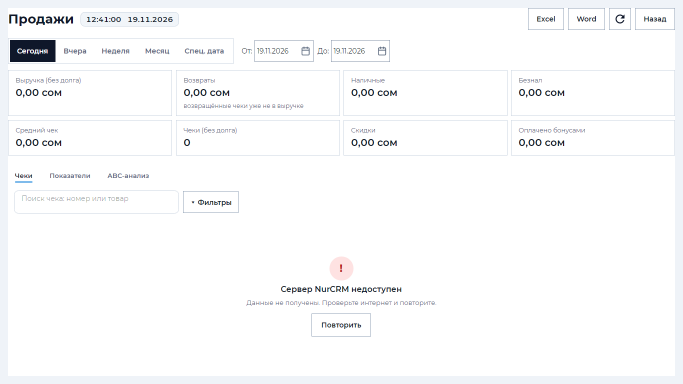 Продажи 12:41:00 19.11.2026 Excel Word Назад
Сегодня Вчера Неделя Месяц Спец. дата От: 19.11.2026 До: 19.11.2026
Выручка (без долга) Возвраты Наличные Безнал
0,00 сом 0,00 сом 0,00 сом 0,00 сом
возвращённые чеки уже не в выручке
Средний чек Чеки (без долга) Скидки Оплачено бонусами
0,00 сом 0 0,00 сом 0,00 сом
Чеки Показатели ABC-анализ
Поиск чека: номер или товар Фильтры
!
Сервер NurCRM недоступен
Данные не получены. Проверьте интернет и повторите.
Повторить